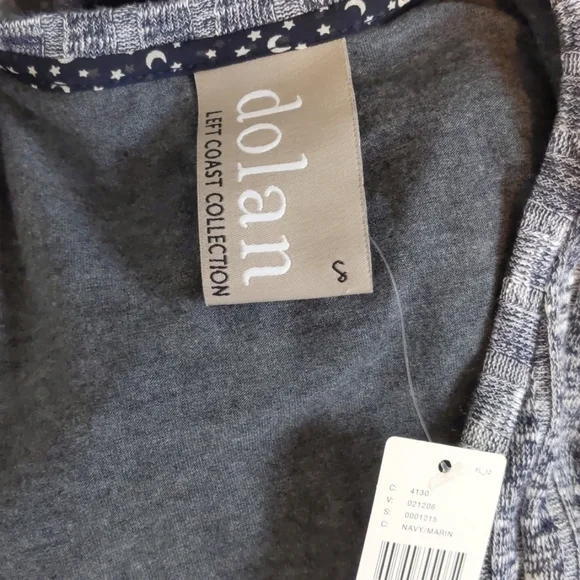 dolan
LEFT COAST COLLECTION
S
C: 4130
V: 021206
S: 0001215
C: NAVY/MARIN